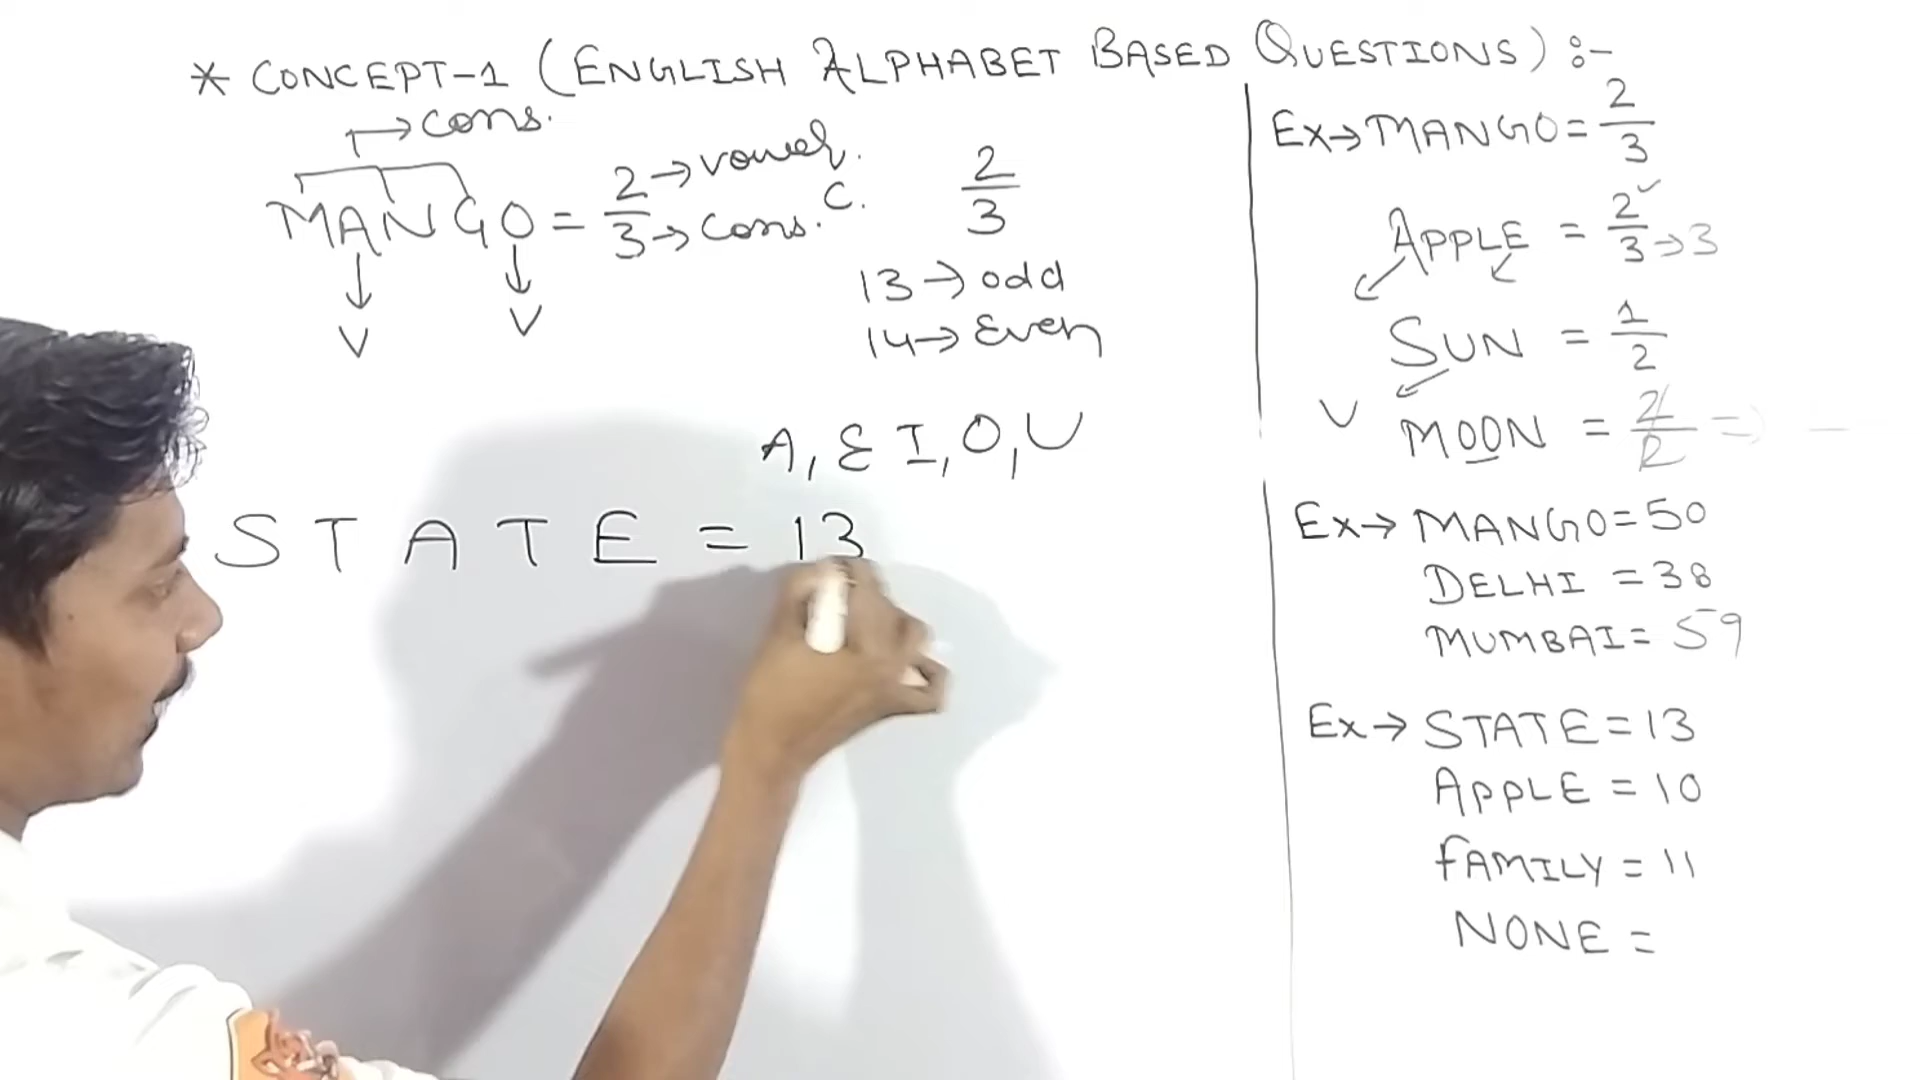 * CONCEPT-1 (ENGLISH ALPHABET BASED QUESTIONS) :-
→ cons.
MANGO = 2/3
→ vowel.
→ cons. C.
V
V
2/3
13 → odd
14 → Even
A, E I, O, U
STATE = 13
Ex → MANGO = 2/3
APPLE = 2/3 → 3
SUN = 1/2
V MOON = 2/2
Ex → MANGO = 50
DELHI = 38
MUMBAI = 59
Ex → STATE = 13
APPLE = 10
FAMILY = 11
NONE =